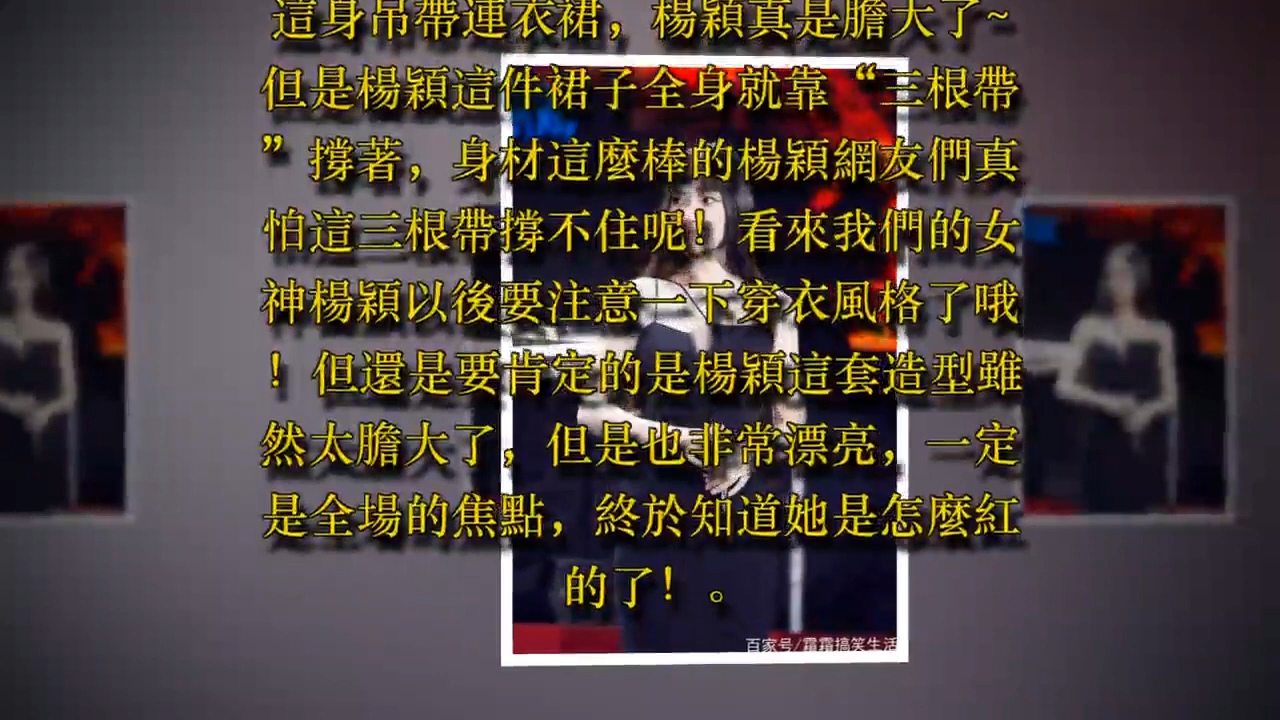 這身吊帶連衣裙，楊穎真是膽大了~
但是楊穎這件裙子全身就靠“三根帶
”撐著，身材這麼棒的楊穎網友們真
怕這三根帶撐不住呢！看來我們的女
神楊穎以後要注意一下穿衣風格了哦
！但還是要肯定的是楊穎這套造型雖
然太膽大了，但是也非常漂亮，一定
是全場的焦點，終於知道她是怎麼紅
的了！。
百家号/霜霜搞笑生活